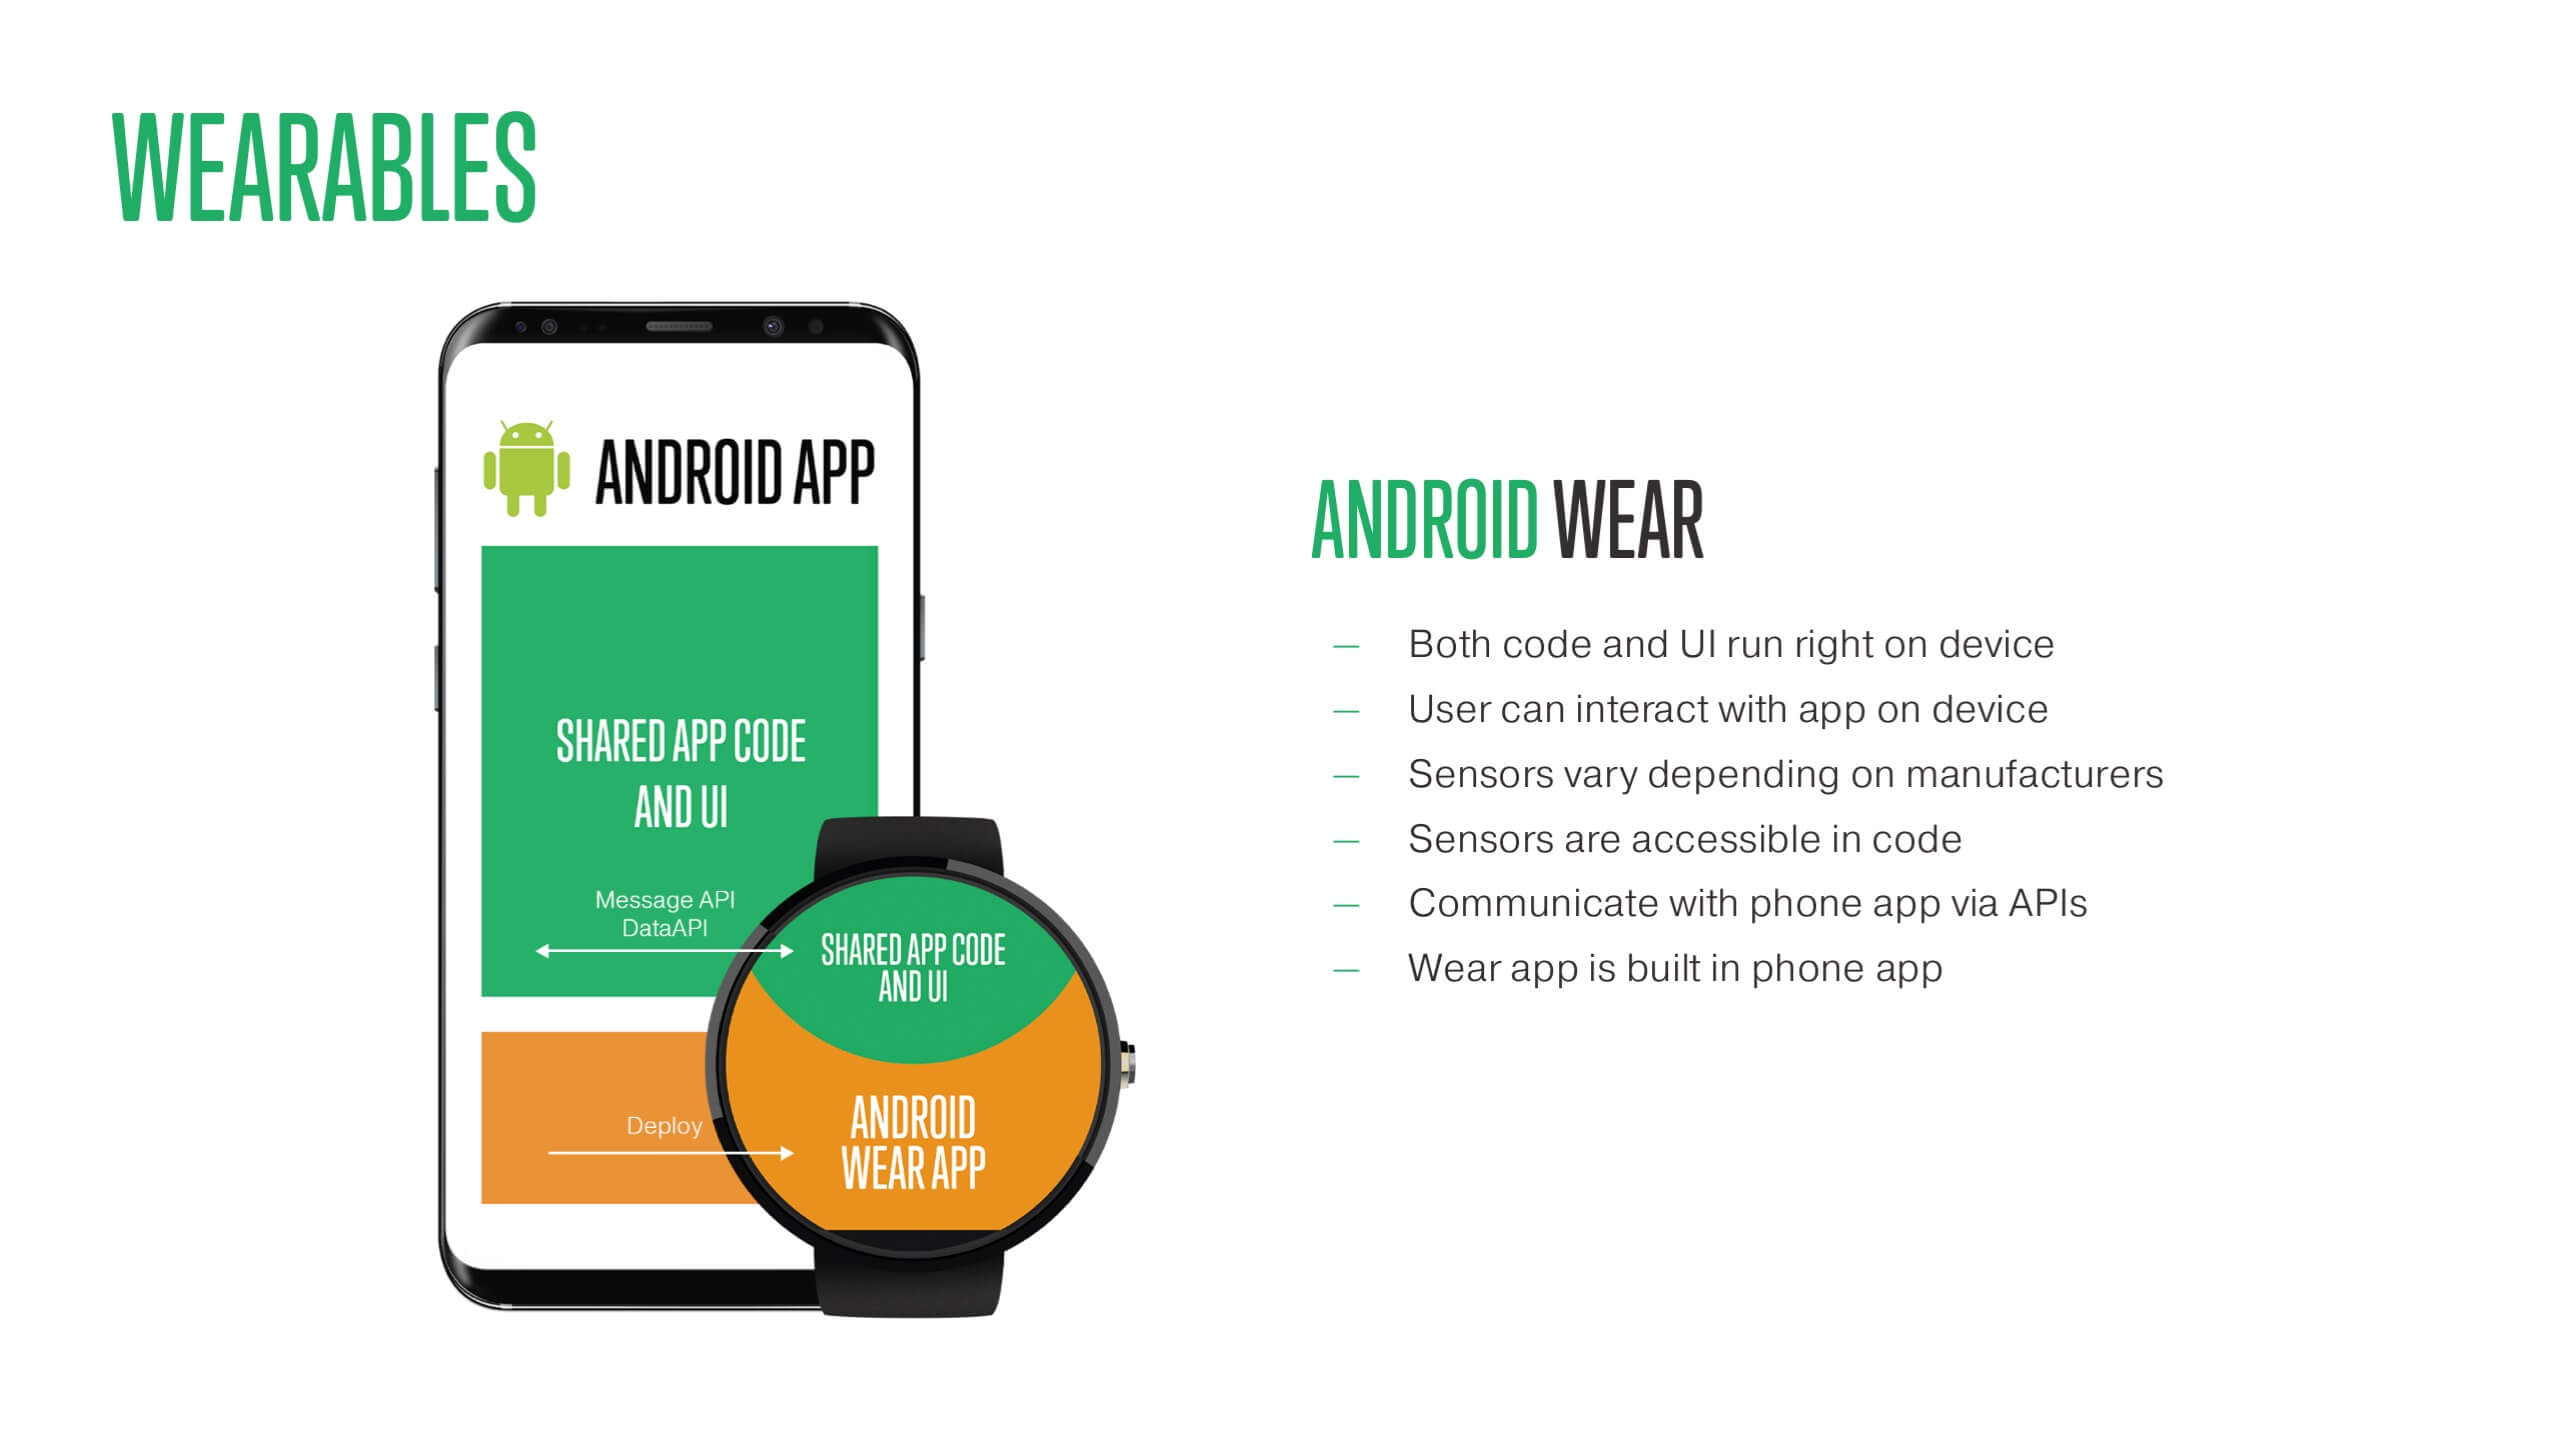 WEARABLES
ANDROID APP
SHARED APP CODE
AND UI
Message API
DataAPI
SHARED APP CODE
AND UI
Deploy
ANDROID
WEAR APP
ANDROID WEAR
— Both code and UI run right on device
— User can interact with app on device
— Sensors vary depending on manufacturers
— Sensors are accessible in code
— Communicate with phone app via APIs
— Wear app is built in phone app